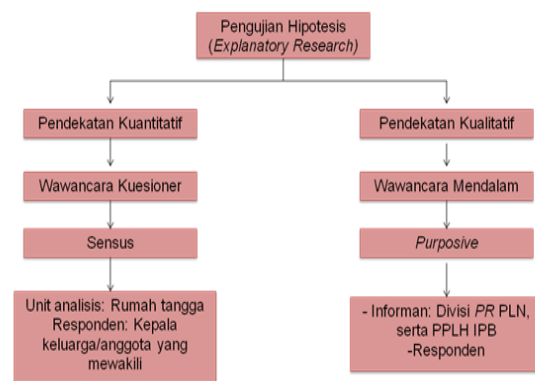 Pengujian Hipotesis
(Explanatory Research)
Pendekatan Kuantitatif
Wawancara Kuesioner
Sensus
Unit analisis: Rumah tangga
Responden: Kepala
keluarga/anggota yang
mewakili
Pendekatan Kualitatif
Wawancara Mendalam
Purposive
- Informan: Divisi PR PLN,
serta PPLH IPB
-Responden